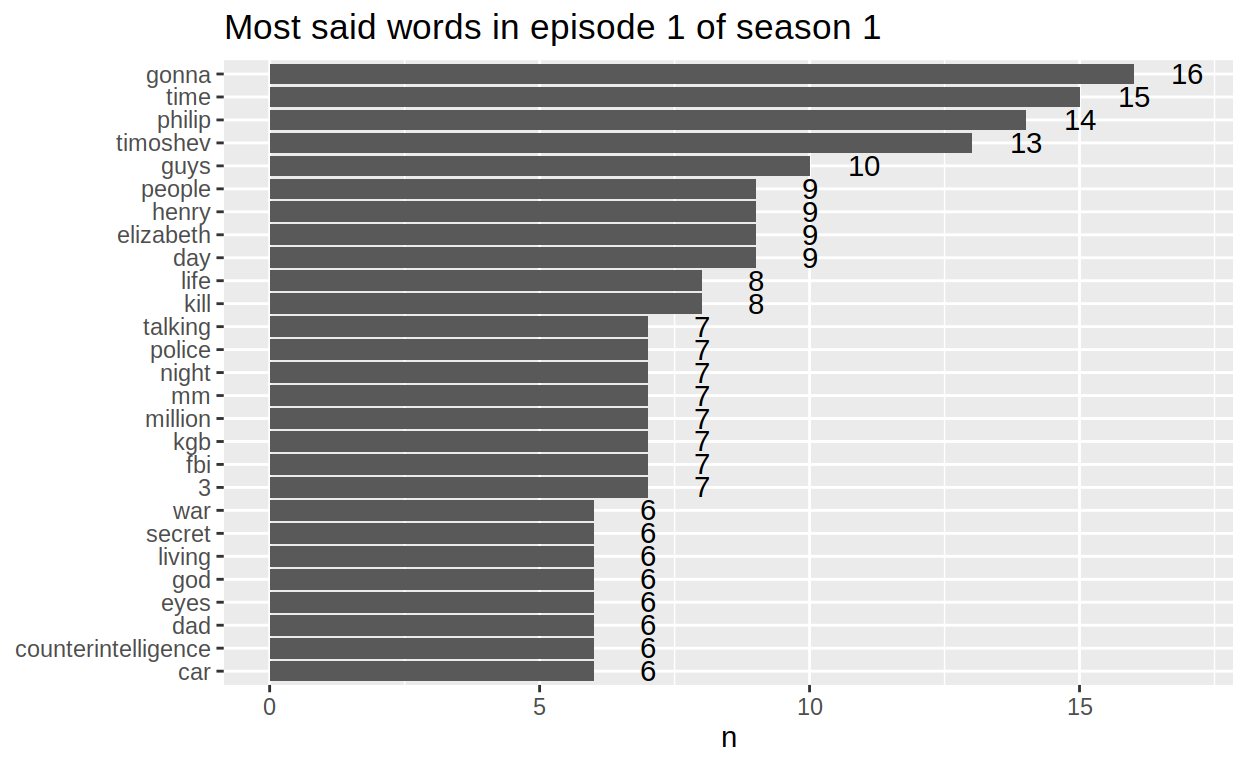 Most said words in episode 1 of season 1
gonna 16
time 15
philip 14
timoshev 13
guys 10
people 9
henry 9
elizabeth 9
day 9
life 8
kill 8
talking 7
police 7
night 7
mm 7
million 7
kgb 7
fbi 7
3 7
war 6
secret 6
living 6
god 6
eyes 6
dad 6
counterintelligence 6
car 6
0 5 10 15
n